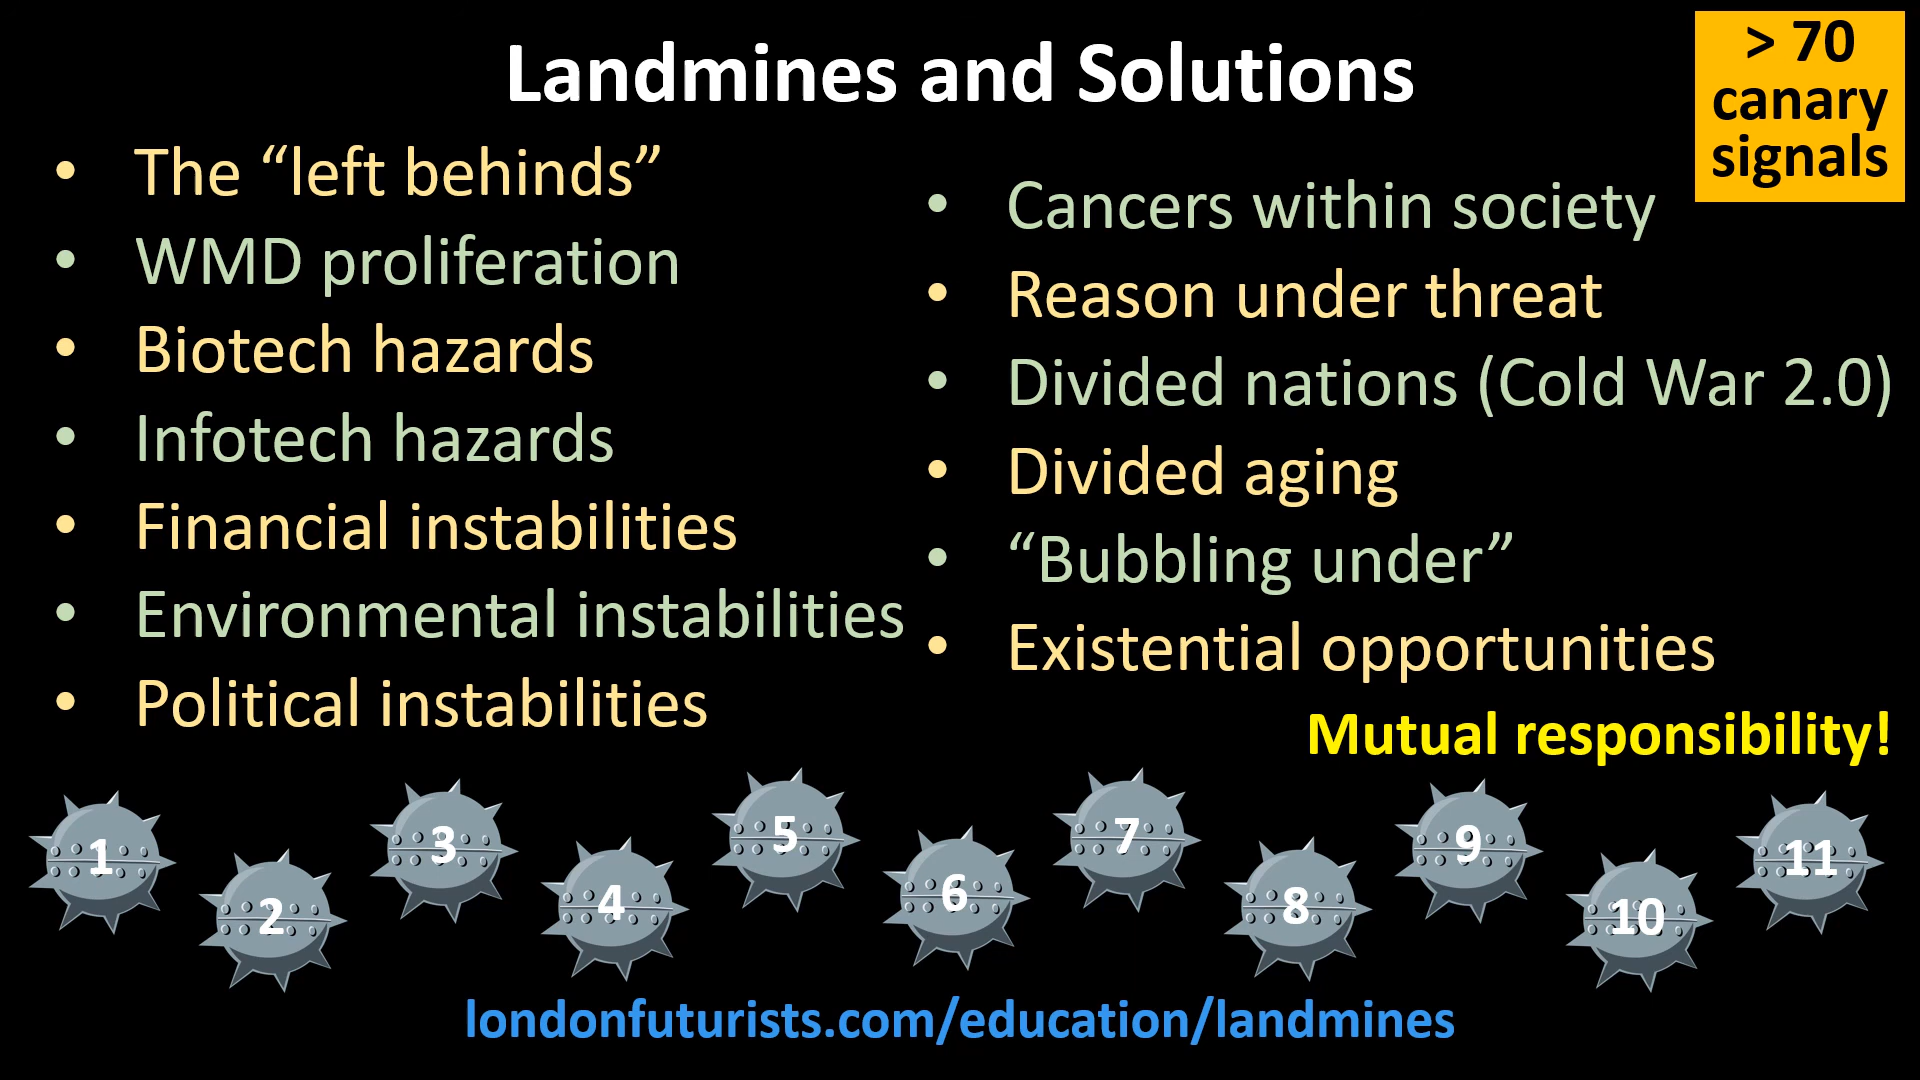 Landmines and Solutions
> 70
canary
signals
• The “left behinds”
• WMD proliferation
• Biotech hazards
• Infotech hazards
• Financial instabilities
• Environmental instabilities
• Political instabilities
• Cancers within society
• Reason under threat
• Divided nations (Cold War 2.0)
• Divided aging
• “Bubbling under”
• Existential opportunities
Mutual responsibility!
1
2
3
4
5
6
7
8
9
10
11
londonfuturists.com/education/landmines